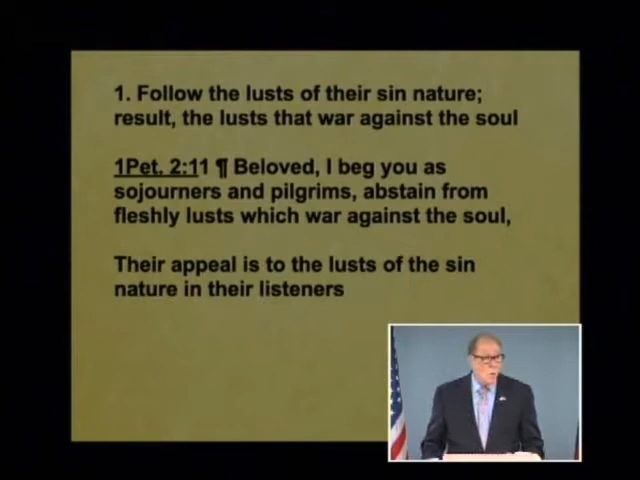 1. Follow the lusts of their sin nature;
result, the lusts that war against the soul
1Pet. 2:11 ¶ Beloved, I beg you as
sojourners and pilgrims, abstain from
fleshly lusts which war against the soul,
Their appeal is to the lusts of the sin
nature in their listeners